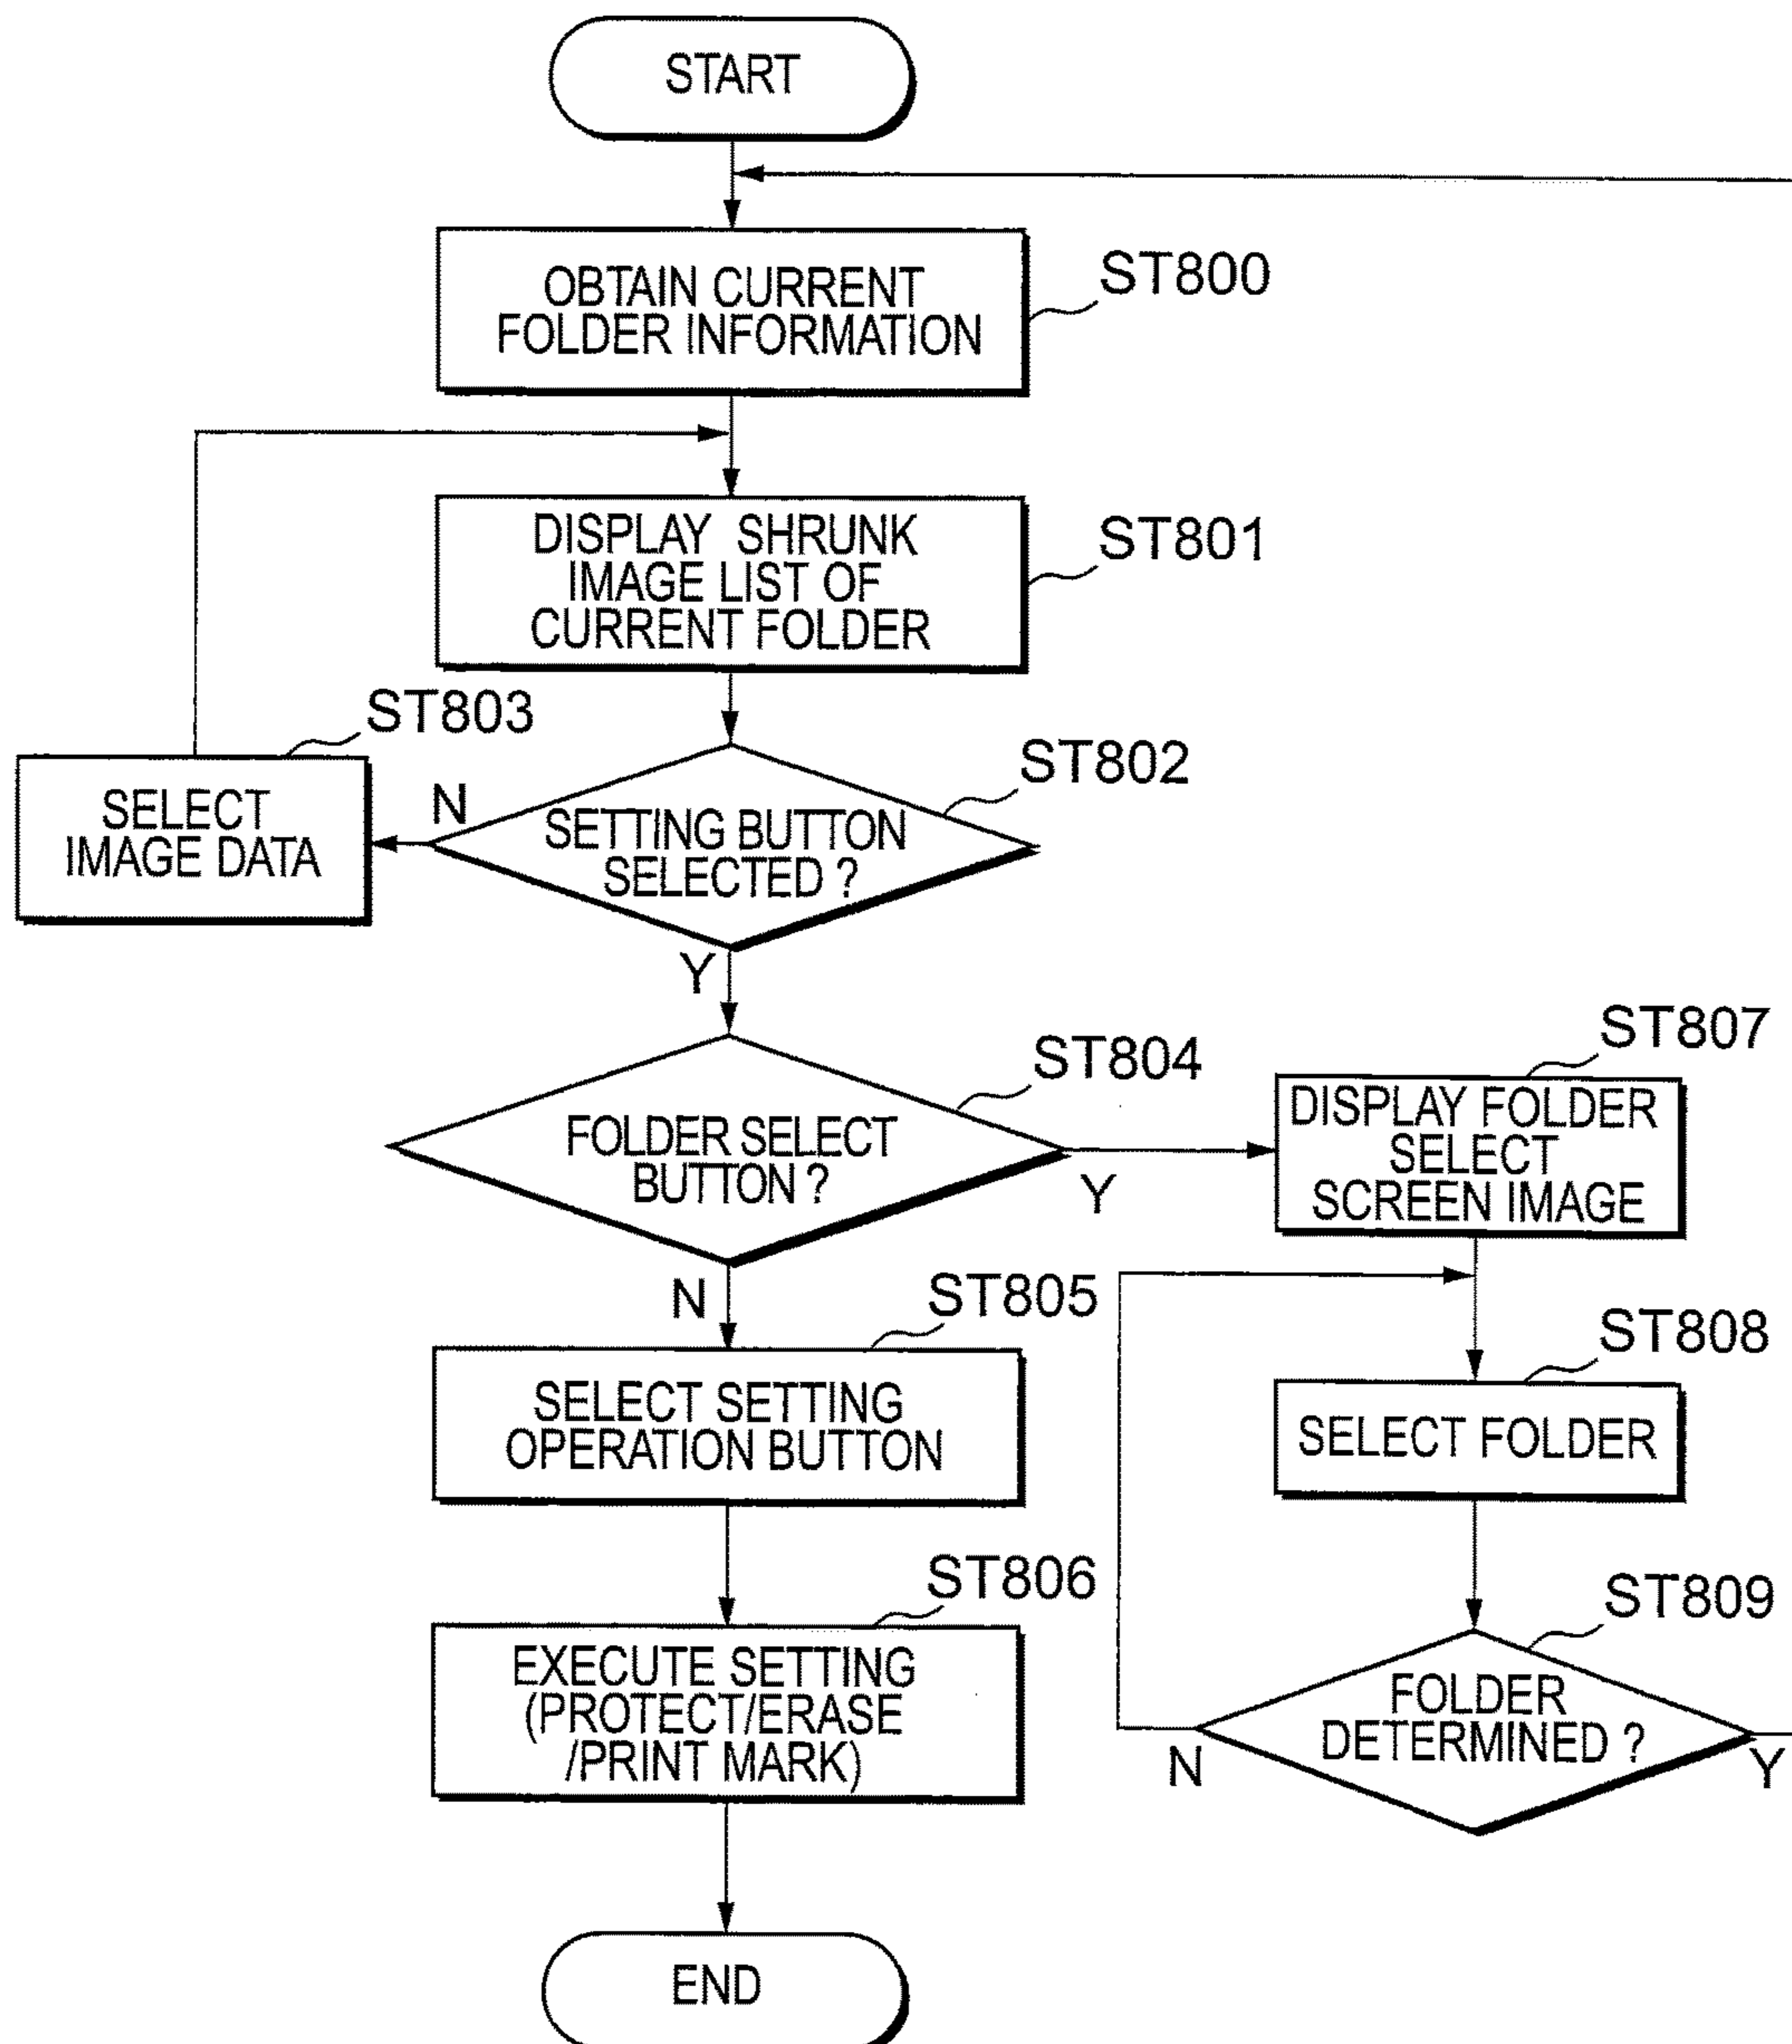 START
OBTAIN CURRENT
FOLDER INFORMATION
ST800
DISPLAY SHRUNK
IMAGE LIST OF
CURRENT FOLDER
ST801
ST803
SELECT
IMAGE DATA
N
SETTING BUTTON
SELECTED ?
ST802
Y
FOLDER SELECT
BUTTON ?
ST804
Y
ST807
DISPLAY FOLDER
SELECT
SCREEN IMAGE
N
ST805
SELECT SETTING
OPERATION BUTTON
ST808
SELECT FOLDER
ST806
EXECUTE SETTING
(PROTECT/ERASE
/PRINT MARK)
ST809
FOLDER
DETERMINED ?
N
Y
END